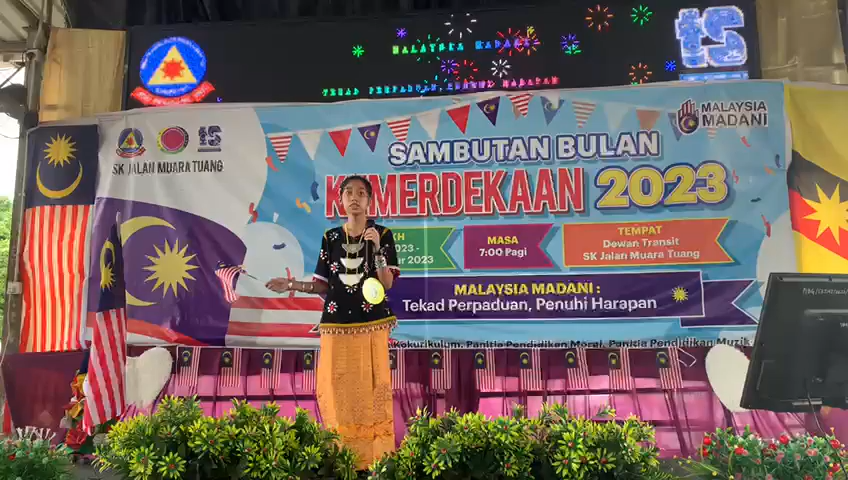 MALAYSIA MADANI
TEKAD PERPADUAN, PENUHI HARAPAN
tS
MALAYSIA
MADANI
tS
SK JALAN MUARA TUANG
SAMBUTAN BULAN
KEMERDEKAAN 2023
2023 -
2023
MASA
7:00 Pagi
TEMPAT
Dewan Transit
SK Jalan Muara Tuang
MALAYSIA MADANI :
Tekad Perpaduan, Penuhi Harapan
Kokurikulum, Panitia Pendidikan Moral, Panitia Pendidikan Muzik